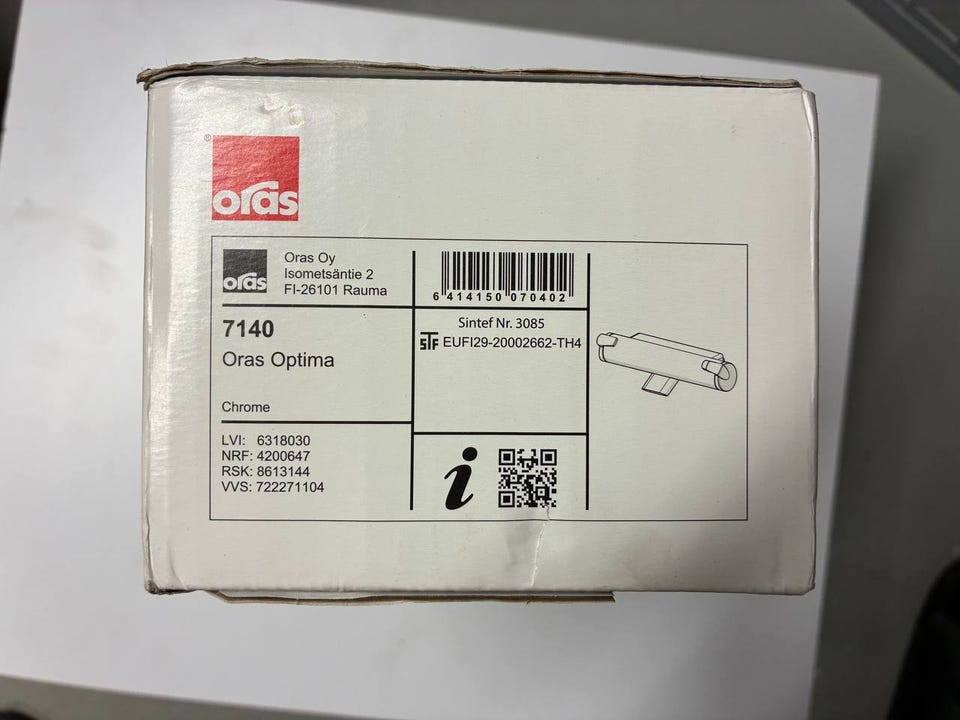 ®
oras
oras
Oras Oy
Isometsäntie 2
FI-26101 Rauma
7140
Oras Optima
Chrome
LVI: 6318030
NRF: 4200647
RSK: 8613144
VVS: 722271104
6 414150 070402
Sintef Nr. 3085
STF EUFI29-20002662-TH4
i